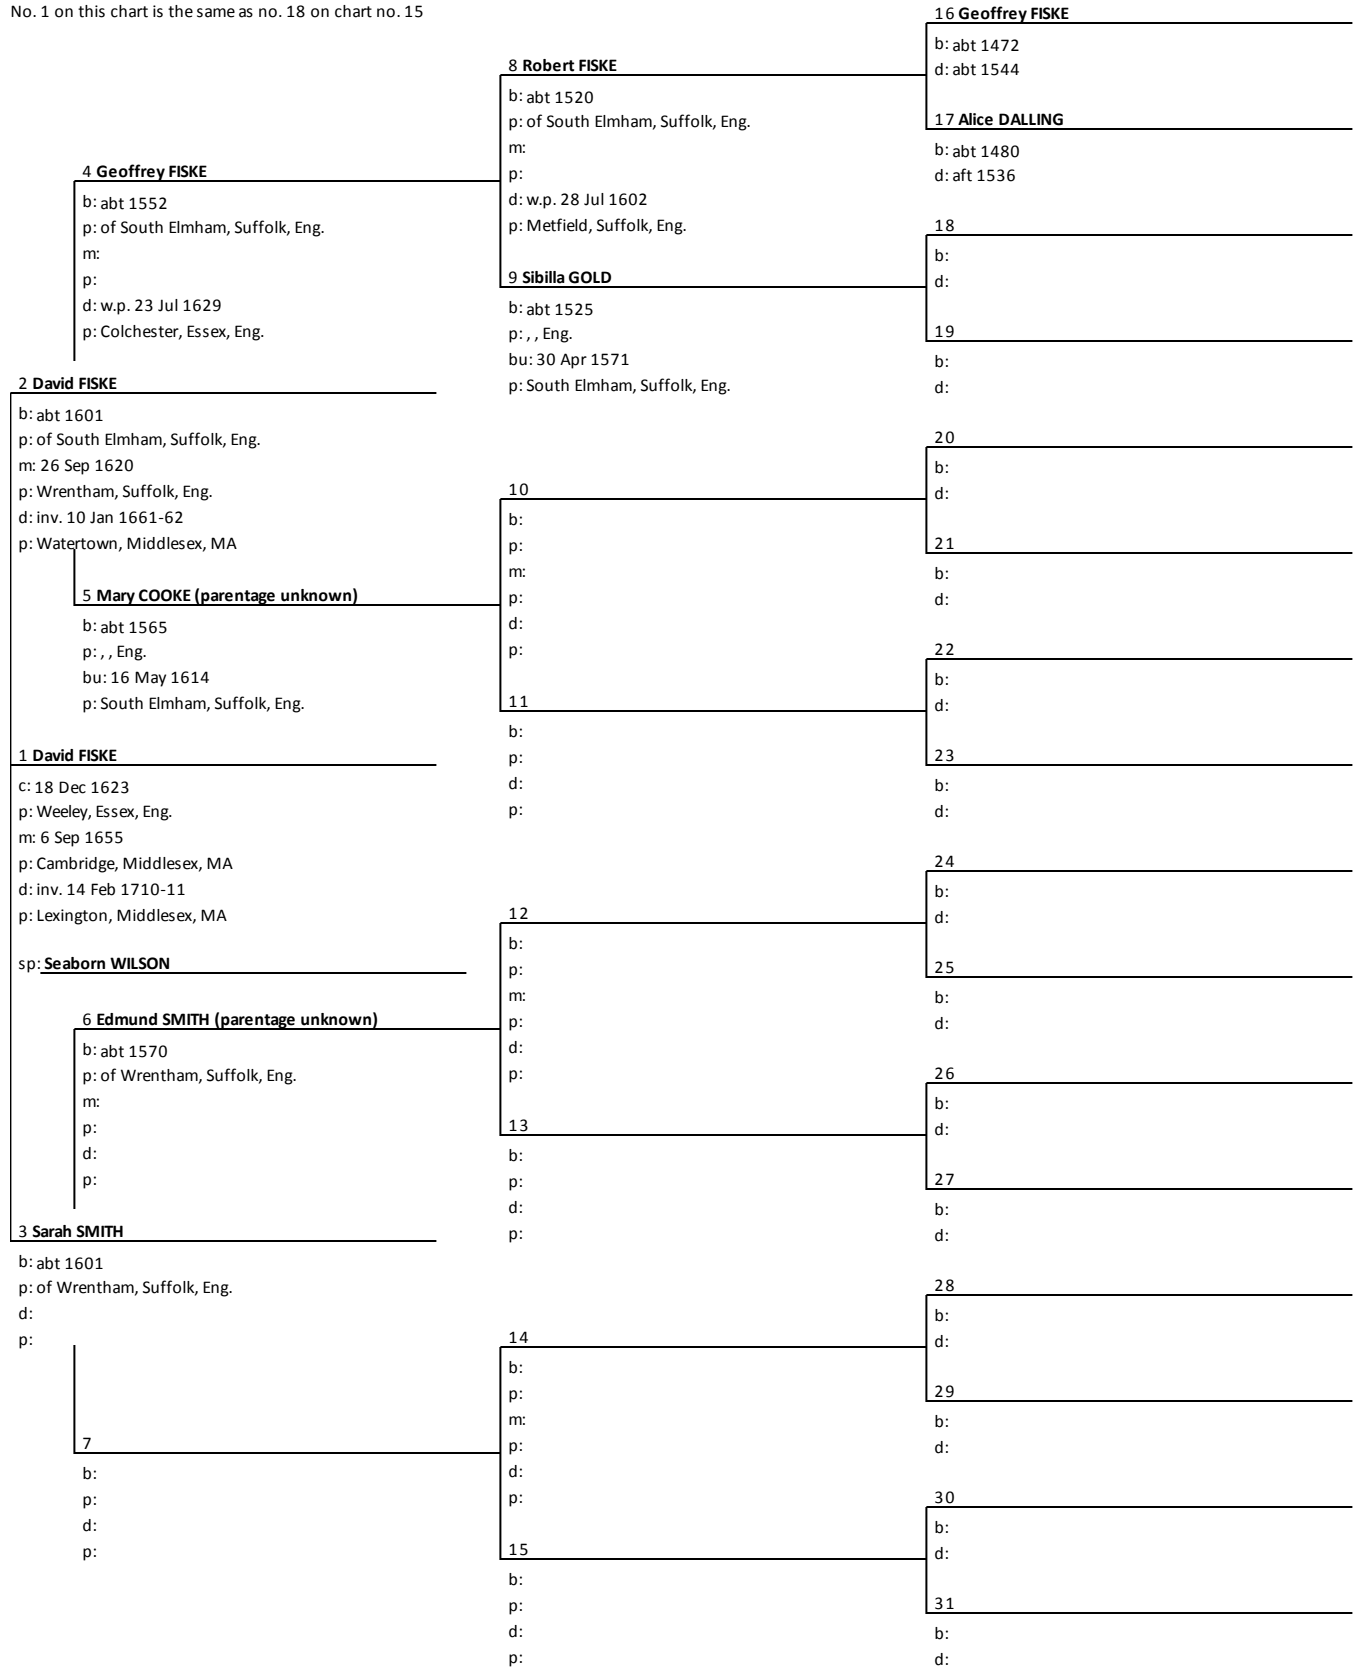 No. 1 on this chart is the same as no. 18 on chart no. 15
16 Geoffrey FISKE
b: abt 1472
d: abt 1544
8 Robert FISKE
b: abt 1520
p: of South Elmham, Suffolk, Eng.
m:
p:
d: w.p. 28 Jul 1602
p: Metfield, Suffolk, Eng.
17 Alice DALLING
b: abt 1480
d: aft 1536
4 Geoffrey FISKE
b: abt 1552
p: of South Elmham, Suffolk, Eng.
m:
p:
d: w.p. 23 Jul 1629
p: Colchester, Essex, Eng.
18
b:
d:
9 Sibilla GOLD
b: abt 1525
p: , , Eng.
bu: 30 Apr 1571
p: South Elmham, Suffolk, Eng.
19
b:
d:
2 David FISKE
b: abt 1601
p: of South Elmham, Suffolk, Eng.
m: 26 Sep 1620
p: Wrentham, Suffolk, Eng.
d: inv. 10 Jan 1661-62
p: Watertown, Middlesex, MA
20
b:
d:
10
b:
p:
m:
p:
d:
p:
21
b:
d:
5 Mary COOKE (parentage unknown)
b: abt 1565
p: , , Eng.
bu: 16 May 1614
p: South Elmham, Suffolk, Eng.
22
b:
d:
11
b:
p:
d:
p:
23
b:
d:
1 David FISKE
c: 18 Dec 1623
p: Weeley, Essex, Eng.
m: 6 Sep 1655
p: Cambridge, Middlesex, MA
d: inv. 14 Feb 1710-11
p: Lexington, Middlesex, MA
sp: Seaborn WILSON
24
b:
d:
12
b:
p:
m:
p:
d:
p:
25
b:
d:
6 Edmund SMITH (parentage unknown)
b: abt 1570
p: of Wrentham, Suffolk, Eng.
m:
p:
d:
p:
26
b:
d:
13
b:
p:
d:
p:
27
b:
d:
3 Sarah SMITH
b: abt 1601
p: of Wrentham, Suffolk, Eng.
d:
p:
28
b:
d:
14
b:
p:
m:
p:
d:
p:
29
b:
d:
7
b:
p:
d:
p:
30
b:
d:
15
b:
p:
d:
p:
31
b:
d: